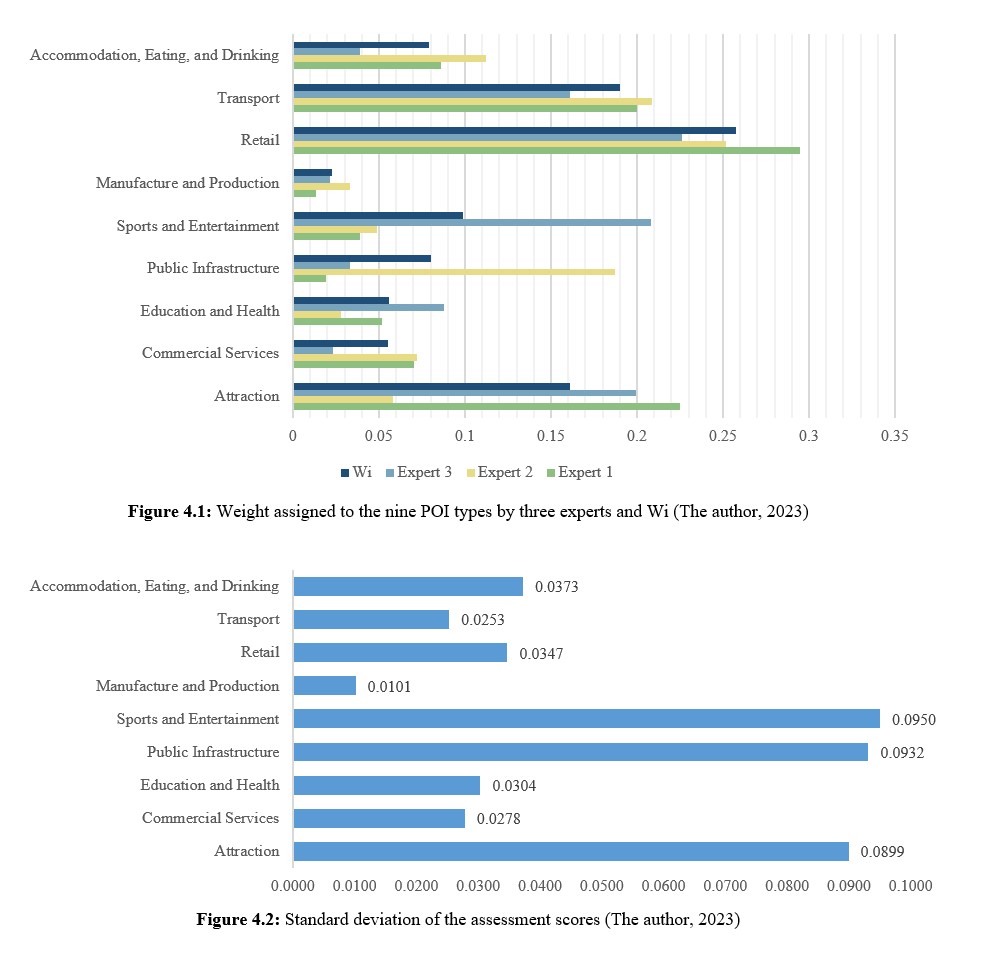 Accommodation, Eating, and Drinking
Transport
Retail
Manufacture and Production
Sports and Entertainment
Public Infrastructure
Education and Health
Commercial Services
Attraction
0 0.05 0.1 0.15 0.2 0.25 0.3 0.35
Wi Expert 3 Expert 2 Expert 1
Figure 4.1: Weight assigned to the nine POI types by three experts and Wi (The author, 2023)
Accommodation, Eating, and Drinking 0.0373
Transport 0.0253
Retail 0.0347
Manufacture and Production 0.0101
Sports and Entertainment 0.0950
Public Infrastructure 0.0932
Education and Health 0.0304
Commercial Services 0.0278
Attraction 0.0899
0.0000 0.0100 0.0200 0.0300 0.0400 0.0500 0.0600 0.0700 0.0800 0.0900 0.1000
Figure 4.2: Standard deviation of the assessment scores (The author, 2023)